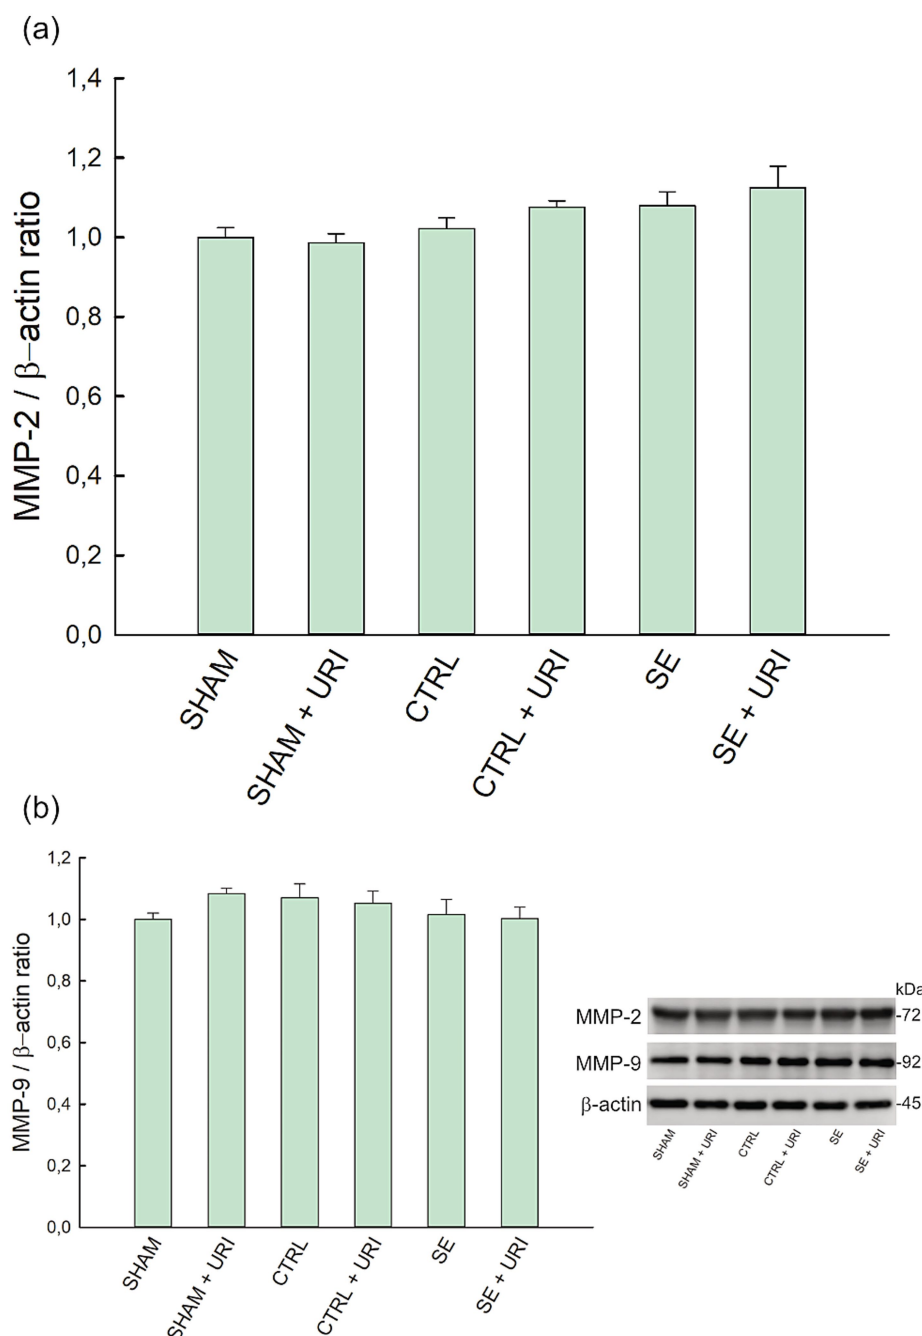 (a)
MMP-2 / β−actin ratio
1,4
1,2
1,0
0,8
0,6
0,4
0,2
0,0
SHAM
SHAM + URI
CTRL
CTRL + URI
SE
SE + URI
(b)
MMP-9 / β−actin ratio
1,2
1,0
0,8
0,6
0,4
0,2
0,0
SHAM
SHAM + URI
CTRL
CTRL + URI
SE
SE + URI
kDa
MMP-2 -72
MMP-9 -92
β-actin -45
SHAM
SHAM + URI
CTRL
CTRL + URI
SE
SE + URI